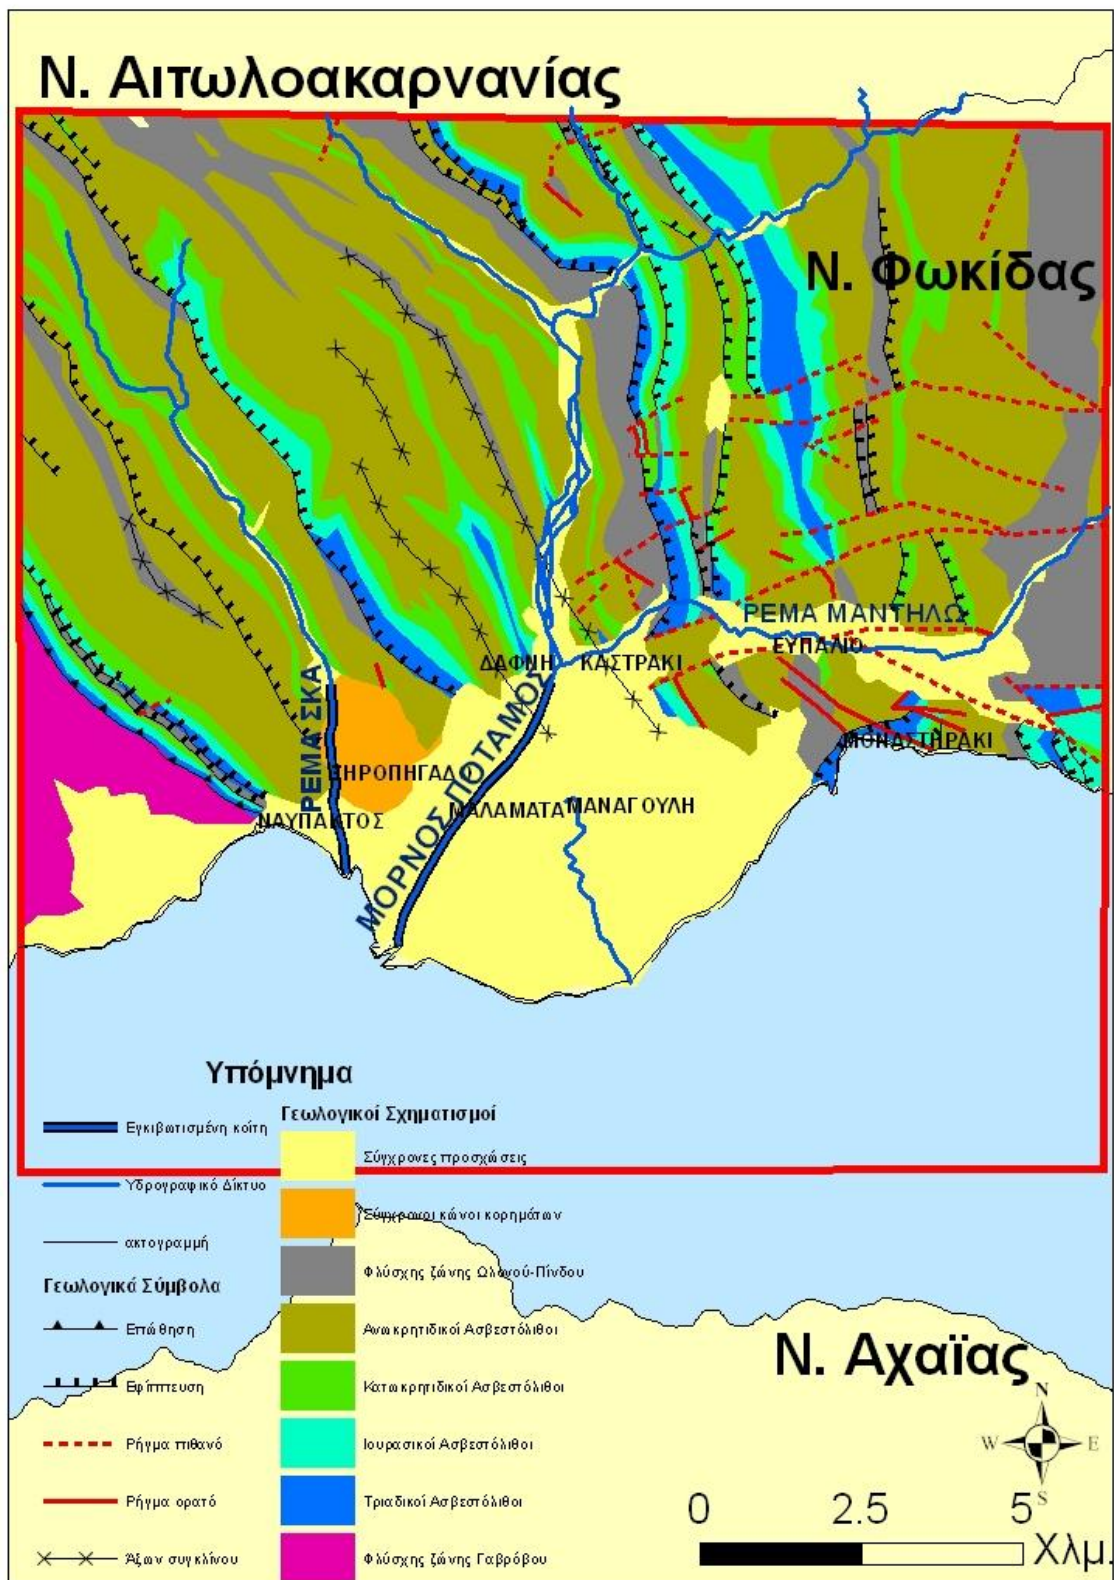 Ν. Αιτωλοακαρνανίας
Ν. Φωκίδας
ΡΕΜΑ ΜΑΝΤΗΛΩ
ΕΥΠΑΛΙΟ
ΔΑΦΝΗ
ΚΑΣΤΡΑΚΙ
ΡΕΜΑ ΣΚΑ
ΜΟΡΝΟΣ ΠΟΤΑΜΟΣ
ΜΟΝΑΣΤΗΡΑΚΙ
ΞΗΡΟΠΗΓΑΔ
ΜΑΛΑΜΑΤΑ
ΜΑΝΑΓΟΥΛΗ
ΝΑΥΠΑΚΤΟΣ
Υπόμνημα
Εγκιβωτισμένη κοίτη
Υδρογραφικό Δίκτυο
ακτογραμμή
Γεωλογικά Σύμβολα
Επώθηση
Εφίππευση
Ρήγμα πιθανό
Ρήγμα ορατό
Άξων συγκλίνου
Γεωλογικοί Σχηματισμοί
Σύγχρονες προσχώσεις
Σύγχρονοι κώνοι κορημάτων
Φλύσχης ζώνης Ωλονού-Πίνδου
Ανωκρητιδικοί Ασβεστόλιθοι
Κατωκρητιδικοί Ασβεστόλιθοι
Ιουρασικοί Ασβεστόλιθοι
Τριαδικοί Ασβεστόλιθοι
Φλύσχης ζώνης Γαβρόβου
Ν. Αχαΐας
N
W E
S
0 2.5 5
Χλμ.